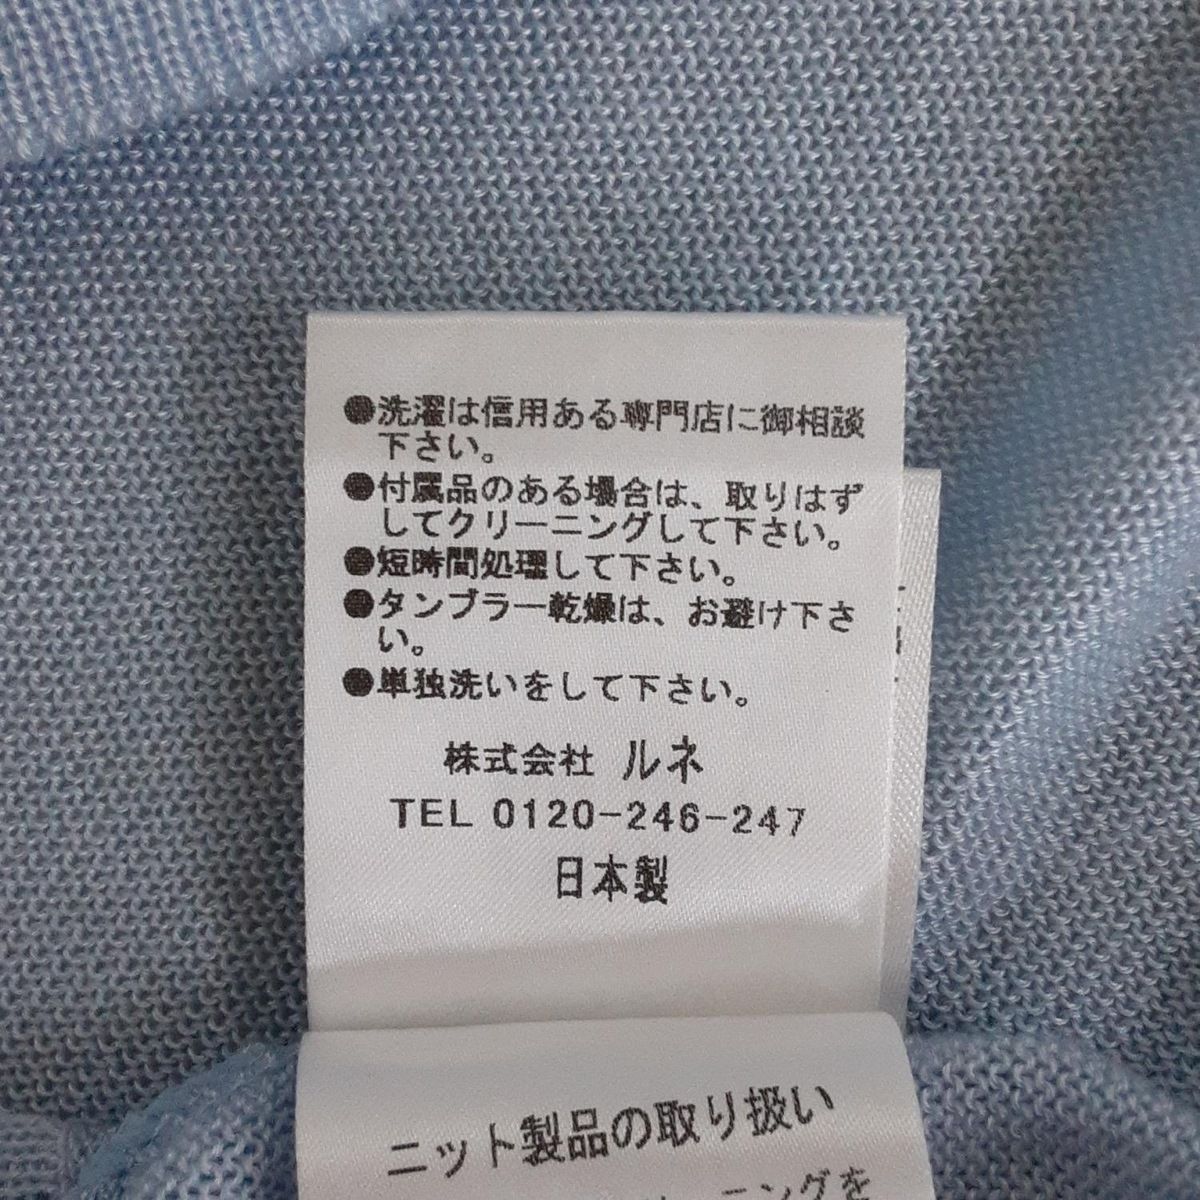 ●洗濯は信用ある専門店に御相談
下さい。
●付属品のある場合は、取りはず
してクリーニングして下さい。
●短時間処理して下さい。
●タンブラー乾燥は、お避け下さ
い。
●単独洗いをして下さい。
株式会社 ルネ
TEL 0120-246-247
日本製
ニット製品の取り扱い
ーニングを